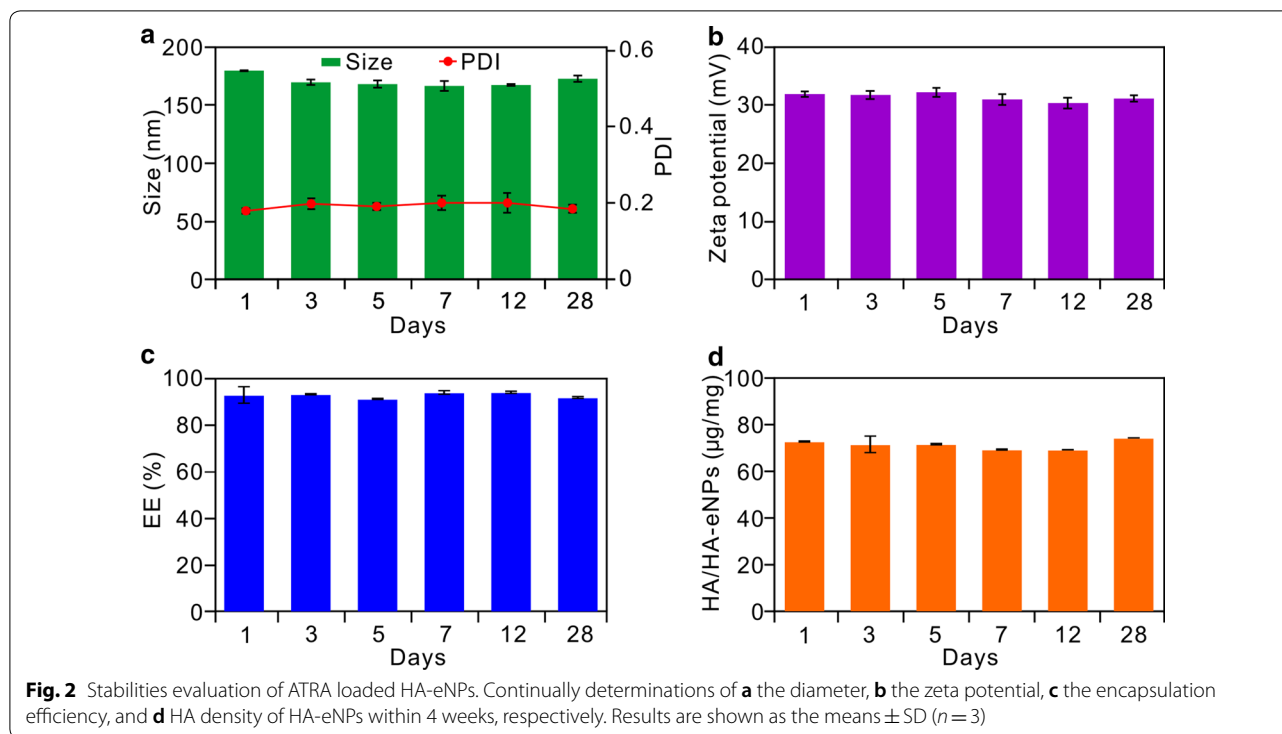 a
200
150
100
50
0
Size (nm)
Size
PDI
0.6
0.4
0.2
0
PDI
1 3 5 7 12 28
Days
b
40
30
20
10
0
Zeta potential (mV)
1 3 5 7 12 28
Days
c
100
80
60
40
20
0
EE (%)
1 3 5 7 12 28
Days
d
100
80
60
40
20
0
HA/HA-eNPs (μg/mg)
1 3 5 7 12 28
Days
Fig. 2 Stabilities evaluation of ATRA loaded HA-eNPs. Continually determinations of a the diameter, b the zeta potential, c the encapsulation
efficiency, and d HA density of HA-eNPs within 4 weeks, respectively. Results are shown as the means ± SD (n = 3)